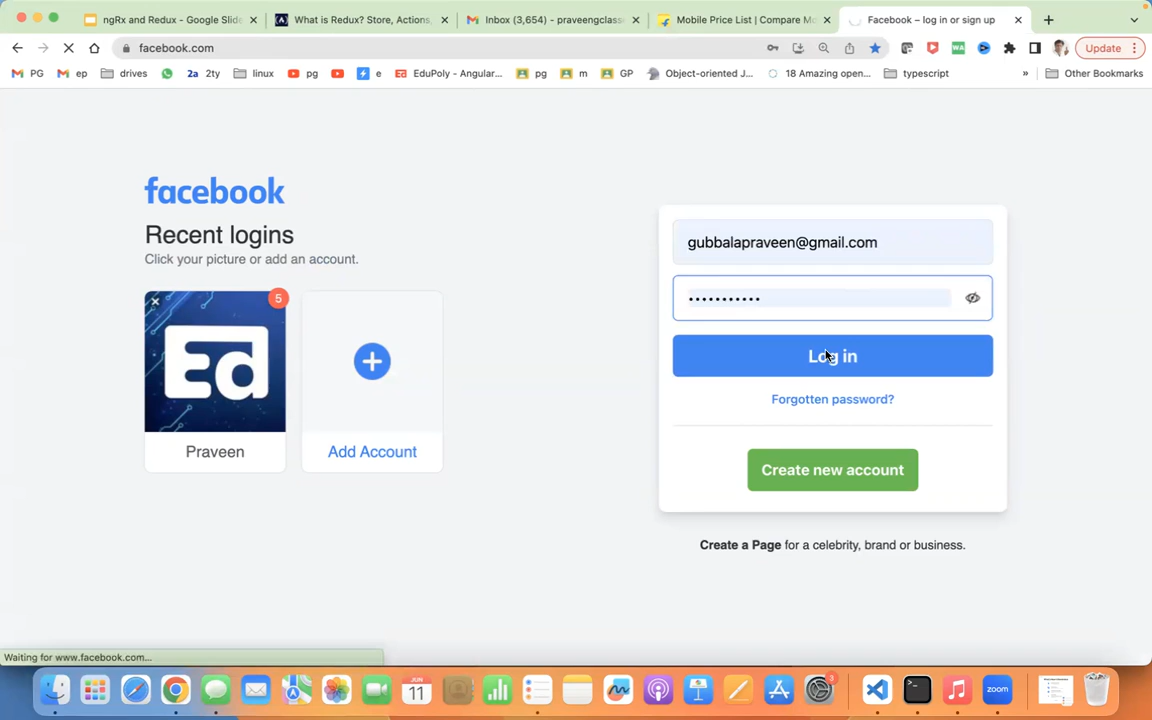 ngRx and Redux - Google Slide
What is Redux? Store, Actions,
Inbox (3,654) - praveengclass
Mobile Price List | Compare Mo
Facebook – log in or sign up
facebook.com
Update
PG
ep
drives
2a 2ty
linux
pg
e
EduPoly - Angular...
pg
m
GP
Object-oriented J...
18 Amazing open...
typescript
»
Other Bookmarks
facebook
Recent logins
Click your picture or add an account.
5
Ed
Praveen
Add Account
gubbalapraveen@gmail.com
•••••••••••
Log in
Forgotten password?
Create new account
Create a Page for a celebrity, brand or business.
Waiting for www.facebook.com...
JUN
11
3
zoom